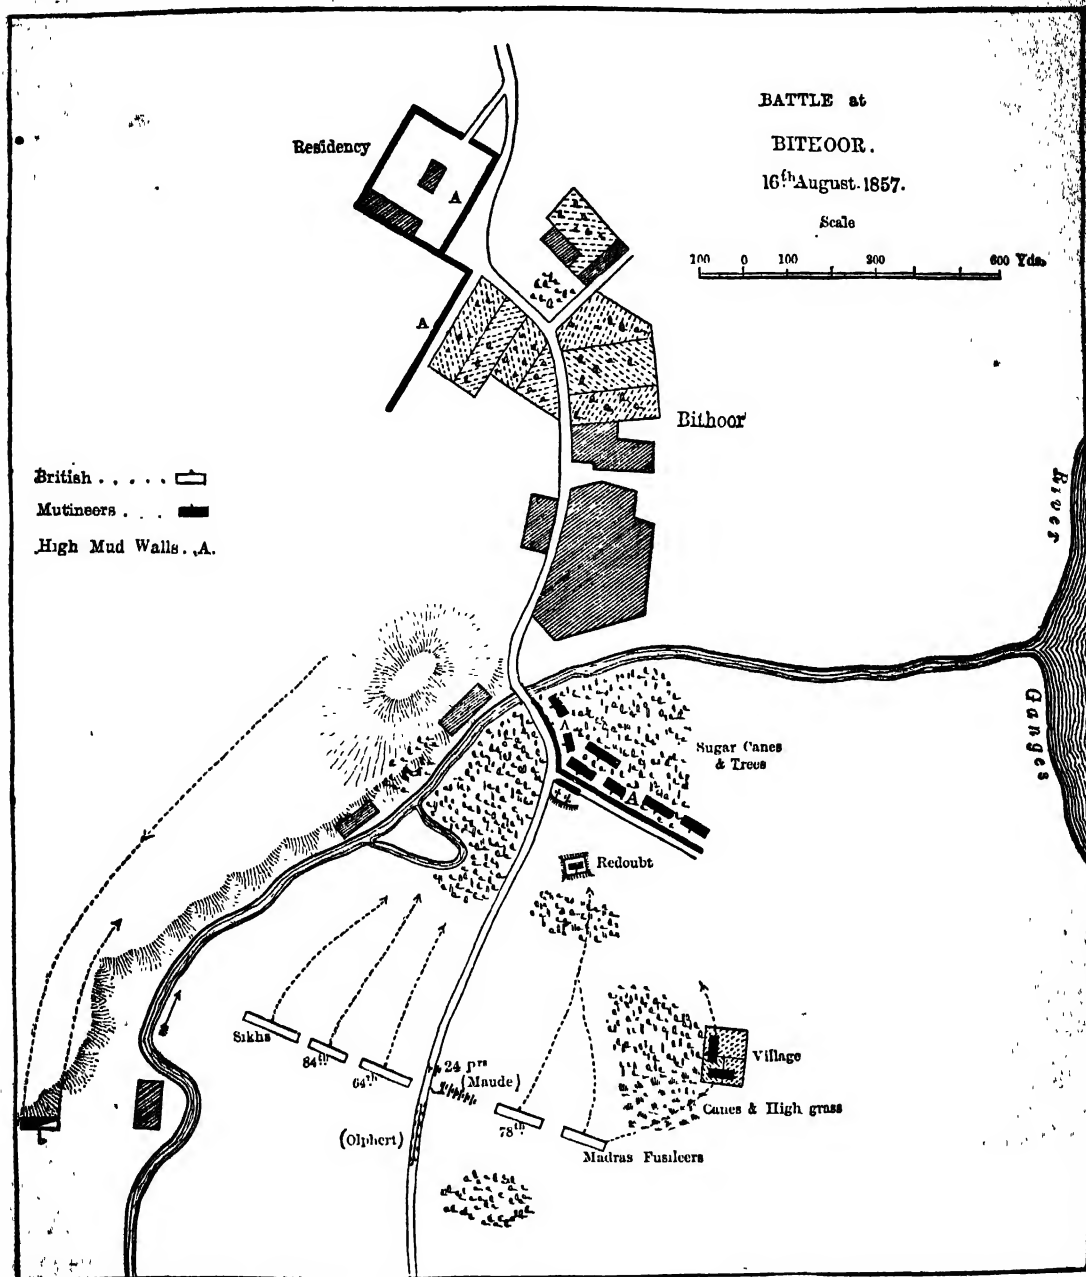 BATTLE at
BITHOOR.
16th August. 1857.
Scale
100 0 100 300 600 Yds.
Residency
A
A
Bithoor
British . . . . . .
Mutineers . . .
High Mud Walls. . A.
River
Ganges
Sugar Canes
& Trees
A
A
Redoubt
Sikhs
84th
64th
24 prs
(Maude)
Village
Canes & High grass
(Olphert)
78th
Madras Fusileers